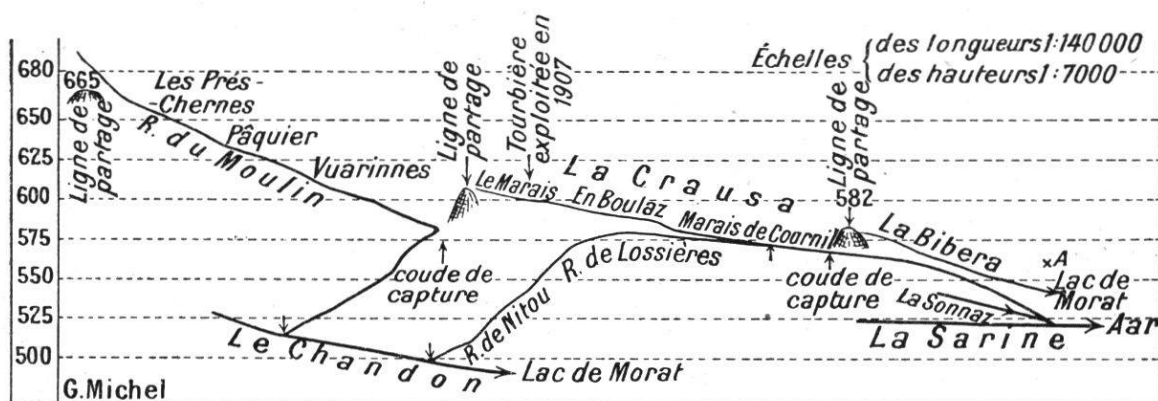 680
650
625
600
575
550
525
500
665
Ligne de
partage
Les Prés-
-Chernes
R. du Moulin
Pâquier
Vuarinnes
Ligne de
partage
Tourbière
exploitée en
1907
Échelles { des longueurs 1:140 000
des hauteurs 1:7000
Ligne de
partage
582
Le Marais
La Crausa
En Boulaz
Marais de Cournil
La Bibera
×A
Lac de
Morat
coude de
capture
R. de Lossières
R. de Nitou
coude de
capture
La Sonnaz
La Sarine
Aar
Le Chandon
Lac de Morat
G. Michel